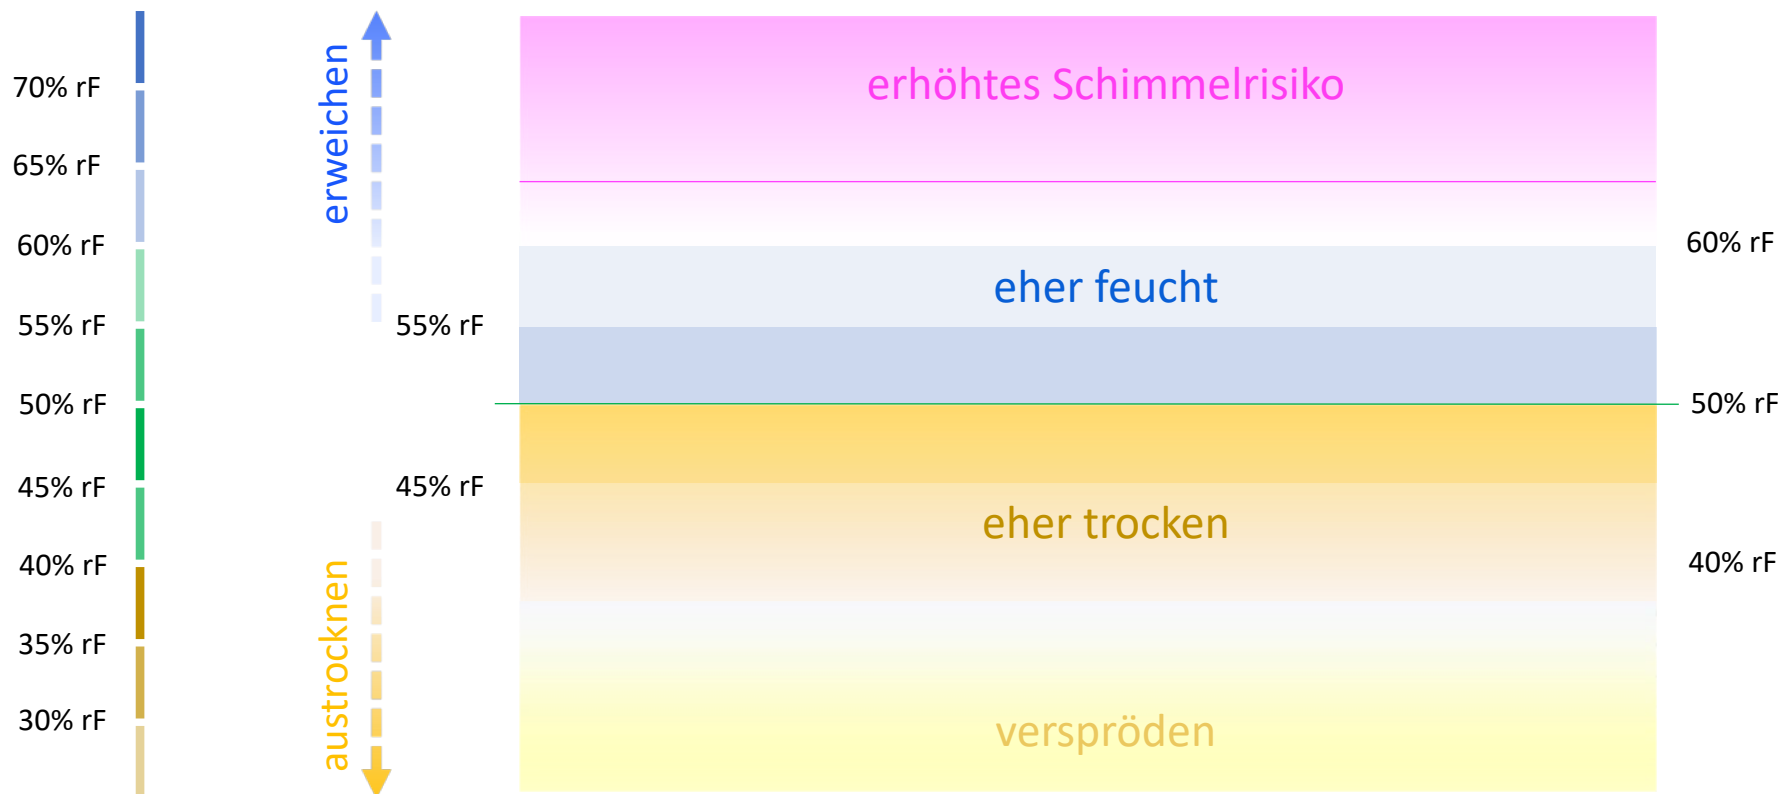 70% rF
65% rF
60% rF
55% rF
50% rF
45% rF
40% rF
35% rF
30% rF
erweichen
austrocknen
55% rF
45% rF
erhöhtes Schimmelrisiko
eher feucht
eher trocken
verspröden
60% rF
50% rF
40% rF